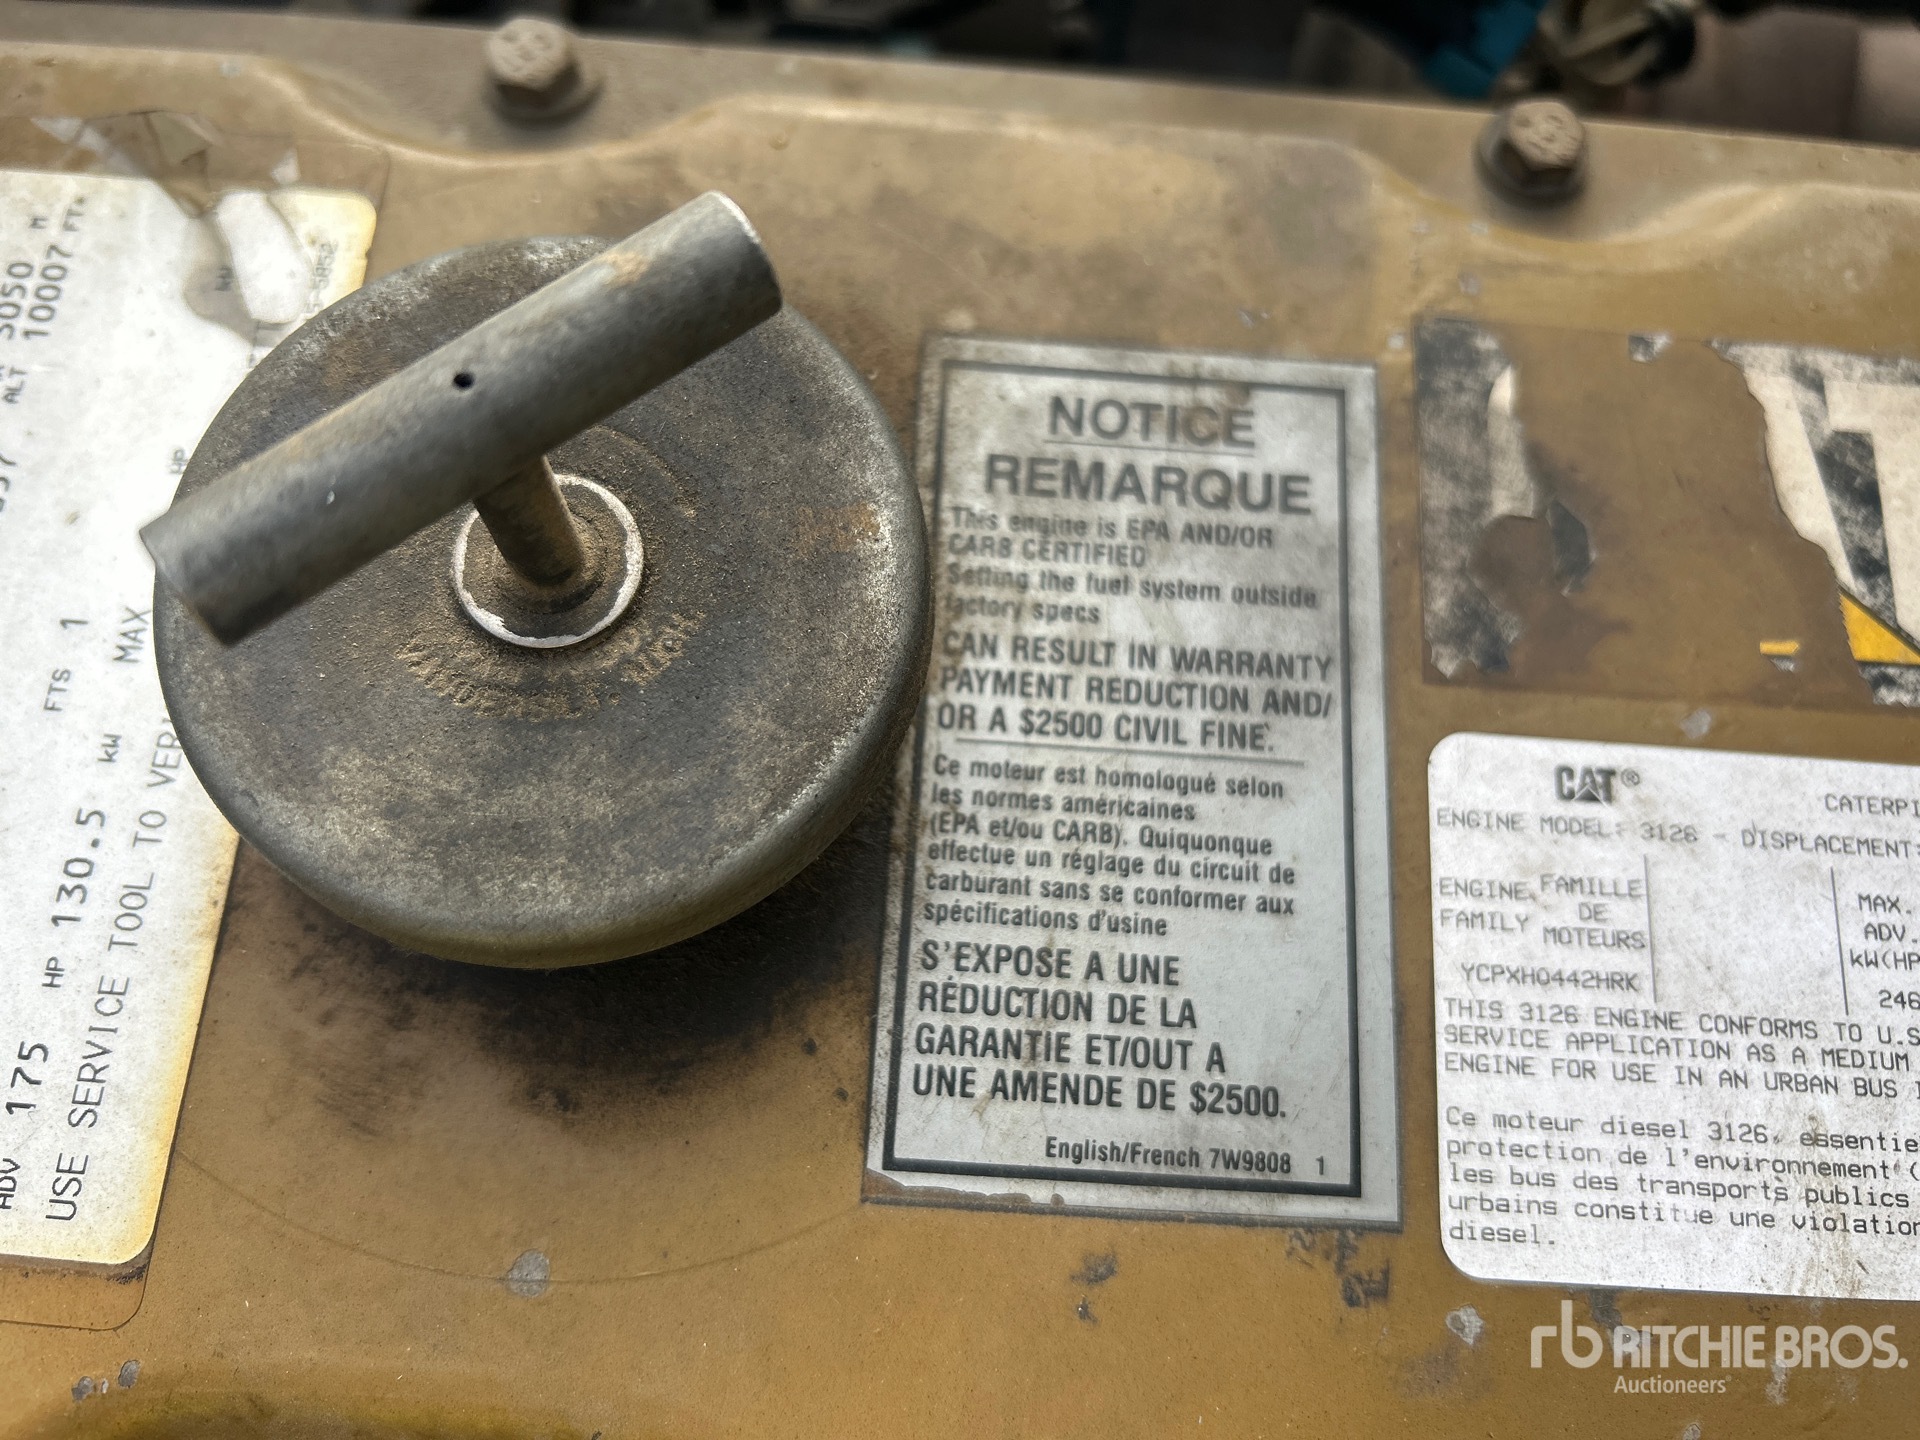 3050 M
ALT 10007 FT.
FTS 1
HP 130.5 kW MAX HP
ADV 175
USE SERVICE TOOL TO
MICH.
NOTICE
REMARQUE
This engine is EPA AND/OR
CARB CERTIFIED
Setting the fuel system outside
factory specs
CAN RESULT IN WARRANTY
PAYMENT REDUCTION AND/
OR A $2500 CIVIL FINE.
Ce moteur est homologué selon
les normes américaines
(EPA et/ou CARB). Quiquonque
effectue un réglage du circuit de
carburant sans se conformer aux
spécifications d'usine
S'EXPOSE A UNE
RÉDUCTION DE LA
GARANTIE ET/OUT A
UNE AMENDE DE $2500.
English/French 7W9808 1
CAT®
CATERPI
ENGINE MODEL: 3126 - DISPLACEMENT:
ENGINE FAMILLE
FAMILY DE
MOTEURS
YCPXH0442HRK
MAX.
ADV.
kW(HP
246
THIS 3126 ENGINE CONFORMS TO U.S
SERVICE APPLICATION AS A MEDIUM
ENGINE FOR USE IN AN URBAN BUS
Ce moteur diesel 3126, essentie
protection de l'environnement (
les bus des transports publics
urbains constitue une violation
diesel.
rb RITCHIE BROS.
Auctioneers